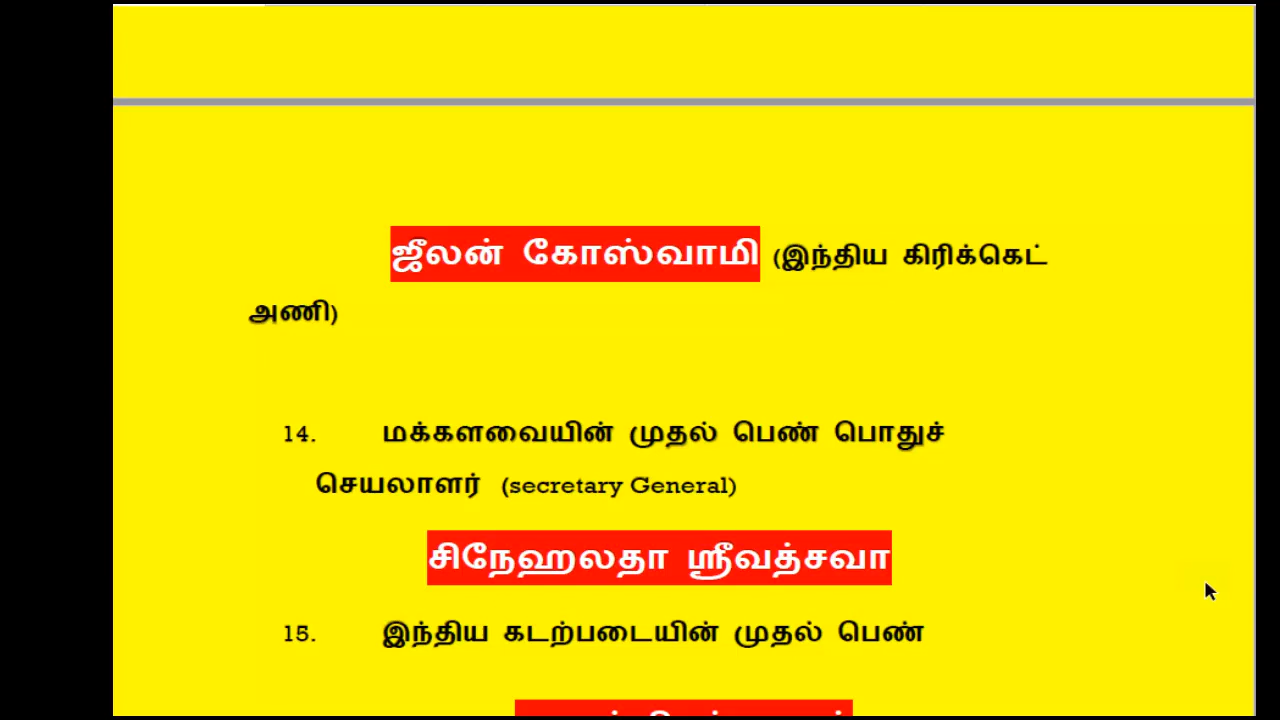 ஜீலன் கோஸ்வாமி (இந்திய கிரிக்கெட்
அணி)
14. மக்களவையின் முதல் பெண் பொதுச்
செயலாளர் (secretary General)
சிநேஹலதா ஸ்ரீவத்சவா
15. இந்திய கடற்படையின் முதல் பெண்